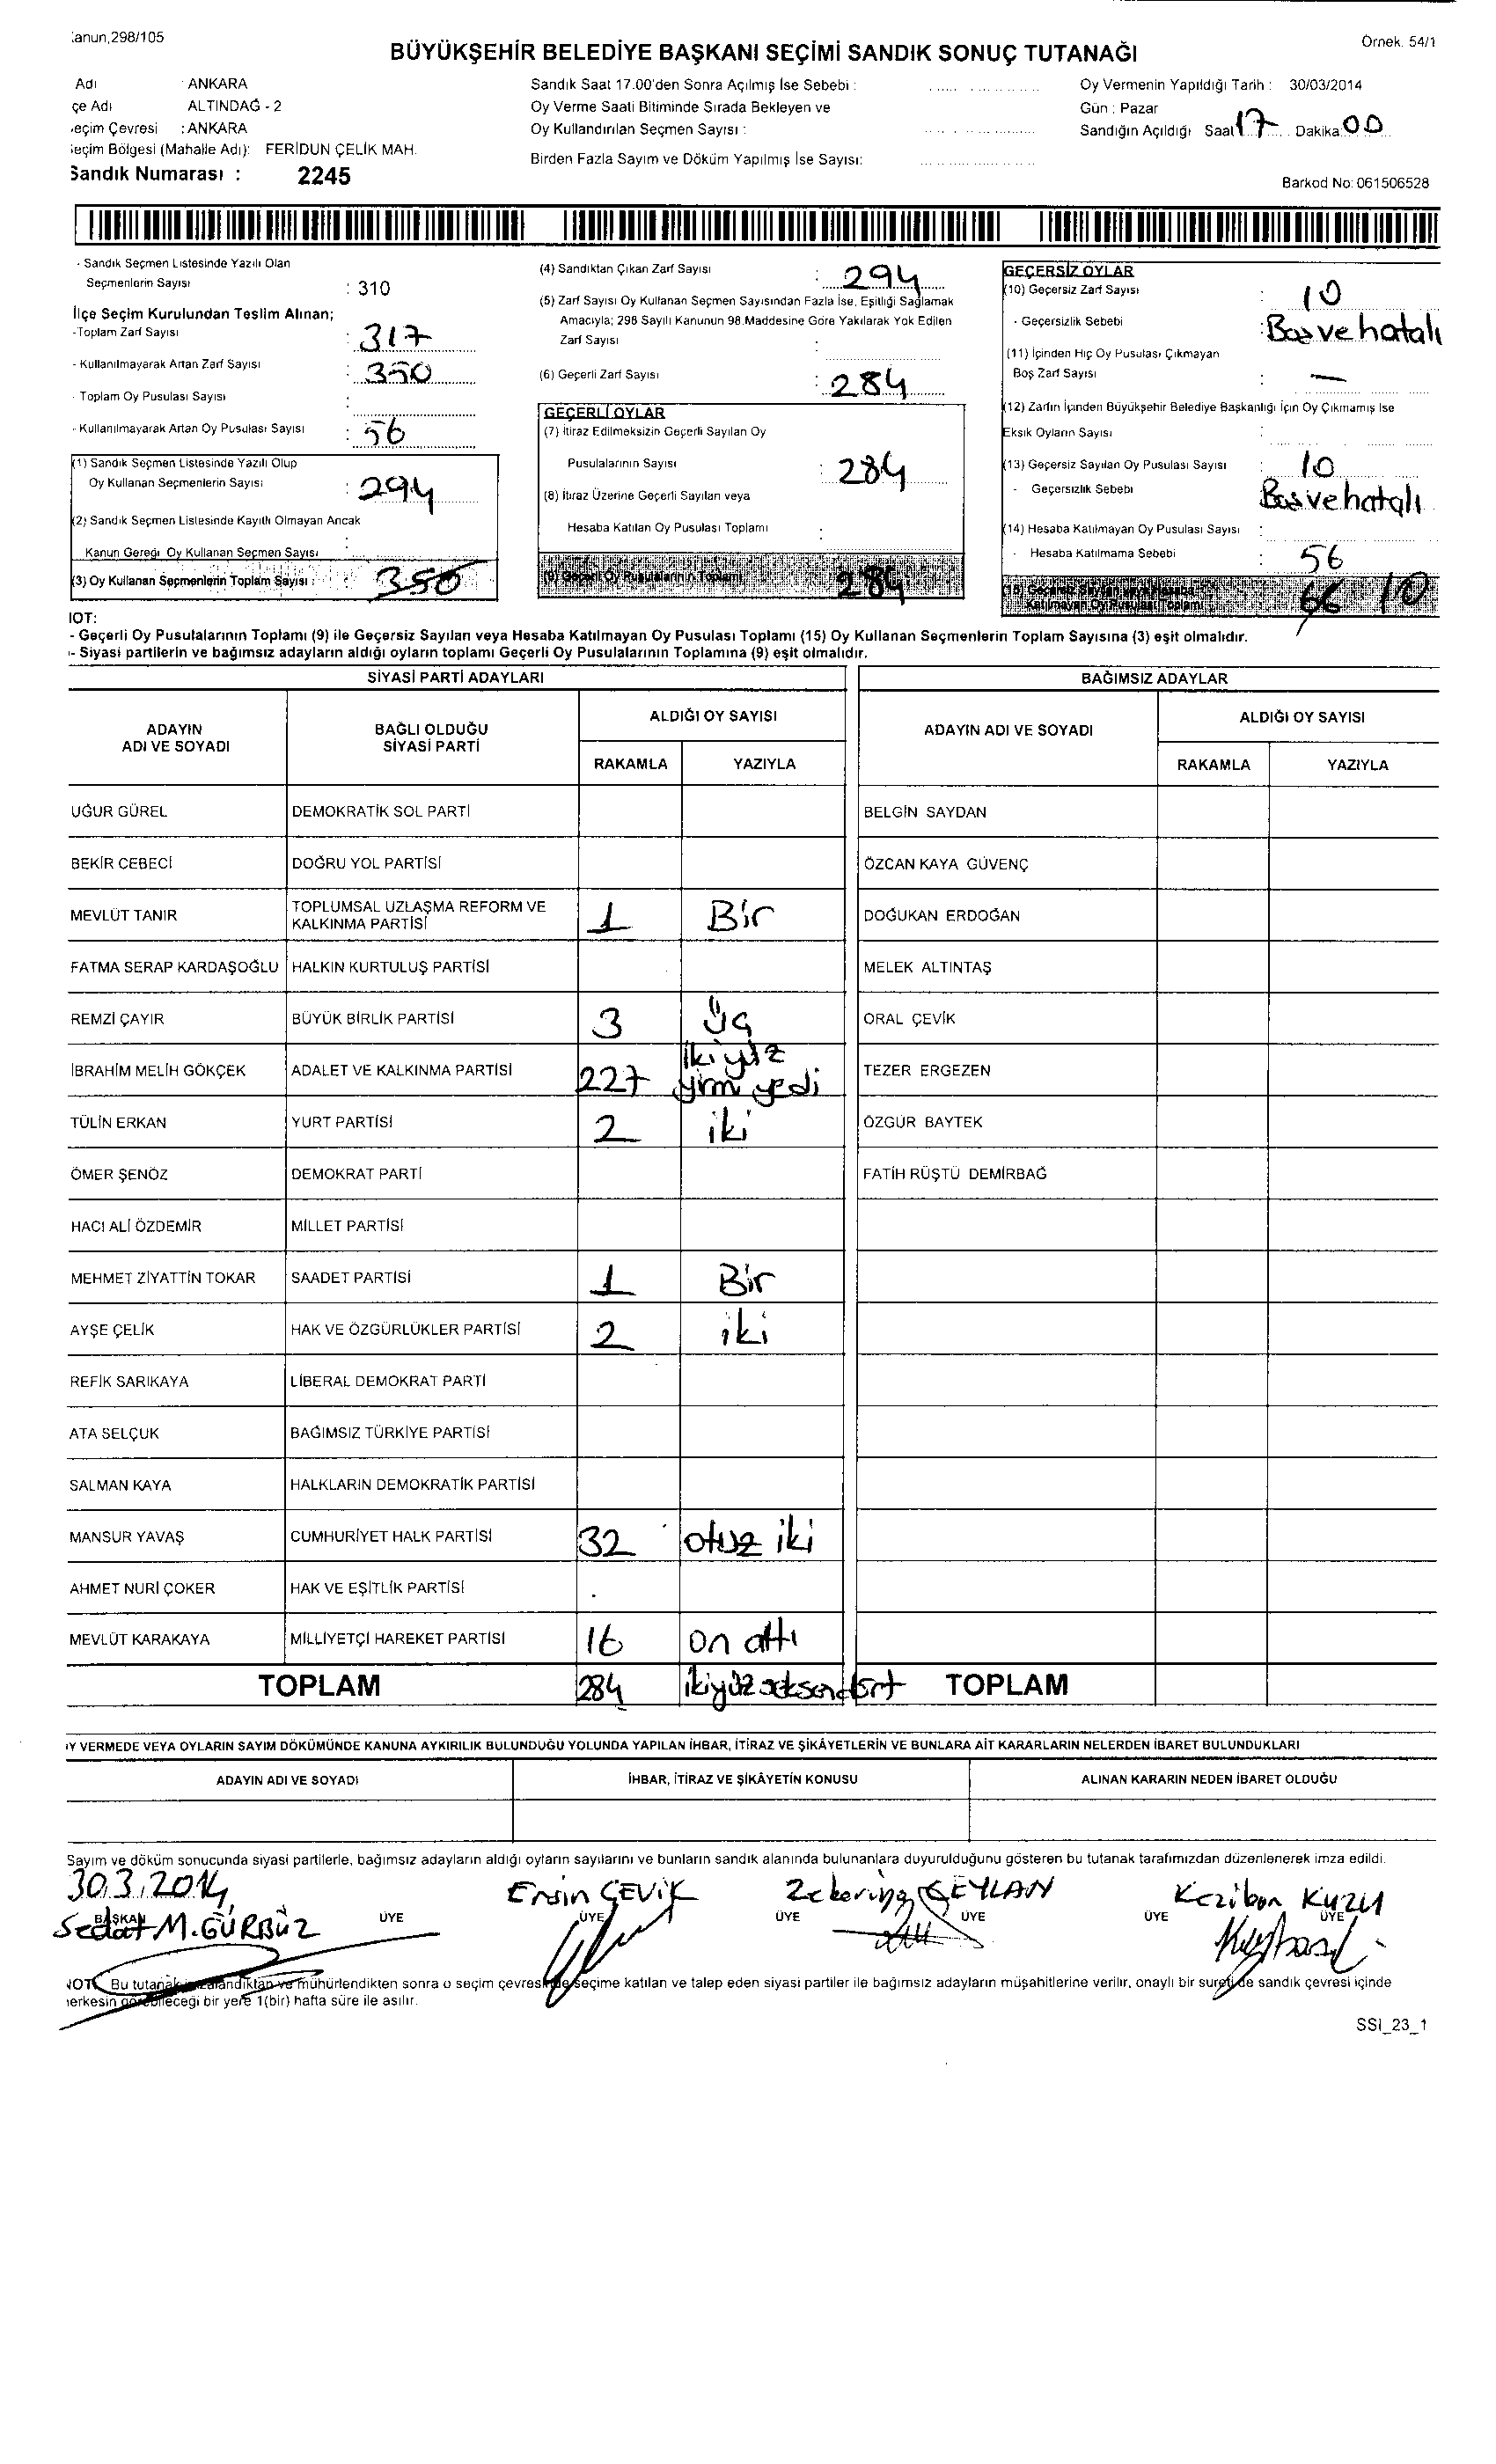 anun,298/105
Örnek. 54/1
BÜYÜKŞEHİR BELEDİYE BAŞKANI SEÇİMİ SANDIK SONUÇ TUTANAĞI
Adı : ANKARA
çe Adı ALTINDAĞ - 2
eçim Çevresi : ANKARA
eçim Bölgesi (Mahalle Adı): FERİDUN ÇELİK MAH.
Sandık Numarası : 2245
Sandık Saat 17.00'den Sonra Açılmış İse Sebebi :
Oy Verme Saati Bitiminde Sırada Bekleyen ve
Oy Kullandırılan Seçmen Sayısı :
Birden Fazla Sayım ve Döküm Yapılmış İse Sayısı:
Oy Vermenin Yapıldığı Tarih : 30/03/2014
Gün : Pazar
Sandığın Açıldığı Saat 17 Dakika: 00
Barkod No: 061506528
- Sandık Seçmen Listesinde Yazılı Olan
Seçmenlerin Sayısı : 310
İlçe Seçim Kurulundan Teslim Alınan;
-Toplam Zarf Sayısı : 317
- Kullanılmayarak Artan Zarf Sayısı : 350
- Toplam Oy Pusulası Sayısı :
- Kullanılmayarak Artan Oy Pusulası Sayısı : 56
(1) Sandık Seçmen Listesinde Yazılı Olup
Oy Kullanan Seçmenlerin Sayısı : 294
(2) Sandık Seçmen Listesinde Kayıtlı Olmayan Ancak
Kanun Gereği Oy Kullanan Seçmen Sayısı :
(3) Oy Kullanan Seçmenlerin Toplam Sayısı : 350
(4) Sandıktan Çıkan Zarf Sayısı : 294
(5) Zarf Sayısı Oy Kullanan Seçmen Sayısından Fazla İse, Eşitliği Sağlamak
Amacıyla; 298 Sayılı Kanunun 98.Maddesine Göre Yakılarak Yok Edilen
Zarf Sayısı :
(6) Geçerli Zarf Sayısı : 284
GEÇERLİ OYLAR
(7) İtiraz Edilmeksizin Geçerli Sayılan Oy
Pusulalarının Sayısı : 284
(8) İtiraz Üzerine Geçerli Sayılan veya
Hesaba Katılan Oy Pusulası Toplamı :
(9) Geçerli Oy Pusulalarının Toplamı 284
GEÇERSİZ OYLAR
(10) Geçersiz Zarf Sayısı : 10
- Geçersizlik Sebebi : Boş ve hatalı
(11) İçinden Hiç Oy Pusulası Çıkmayan
Boş Zarf Sayısı : —
(12) Zarfın İçinden Büyükşehir Belediye Başkanlığı İçin Oy Çıkmamış İse
Eksik Oyların Sayısı :
(13) Geçersiz Sayılan Oy Pusulası Sayısı : 10
- Geçersizlik Sebebi : Boş ve hatalı
(14) Hesaba Katılmayan Oy Pusulası Sayısı :
- Hesaba Katılmama Sebebi : 56
(15) Geçersiz Sayılan veya Hesaba
Katılmayan Oy Pusulası Toplamı 66 10
NOT:
- Geçerli Oy Pusulalarının Toplamı (9) ile Geçersiz Sayılan veya Hesaba Katılmayan Oy Pusulası Toplamı (15) Oy Kullanan Seçmenlerin Toplam Sayısına (3) eşit olmalıdır.
- Siyasi partilerin ve bağımsız adayların aldığı oyların toplamı Geçerli Oy Pusulalarının Toplamına (9) eşit olmalıdır.
SİYASİ PARTİ ADAYLARI BAĞIMSIZ ADAYLAR
ADAYIN ADI VE SOYADI BAĞLI OLDUĞU SİYASİ PARTİ ALDIĞI OY SAYISI ADAYIN ADI VE SOYADI ALDIĞI OY SAYISI
RAKAMLA YAZIYLA RAKAMLA YAZIYLA
UĞUR GÜREL DEMOKRATİK SOL PARTİ BELGİN SAYDAN
BEKİR CEBECİ DOĞRU YOL PARTİSİ ÖZCAN KAYA GÜVENÇ
MEVLÜT TANIR TOPLUMSAL UZLAŞMA REFORM VE KALKINMA PARTİSİ 1 Bir DOĞUKAN ERDOĞAN
FATMA SERAP KARDAŞOĞLU HALKIN KURTULUŞ PARTİSİ MELEK ALTINTAŞ
REMZİ ÇAYIR BÜYÜK BİRLİK PARTİSİ 3 Üç ORAL ÇEVİK
İBRAHİM MELİH GÖKÇEK ADALET VE KALKINMA PARTİSİ 227 ikiyüz yirmi yedi TEZER ERGEZEN
TÜLİN ERKAN YURT PARTİSİ 2 iki ÖZGÜR BAYTEK
ÖMER ŞENÖZ DEMOKRAT PARTİ FATİH RÜŞTÜ DEMİRBAĞ
HACI ALİ ÖZDEMİR MİLLET PARTİSİ
MEHMET ZİYATTİN TOKAR SAADET PARTİSİ 1 Bir
AYŞE ÇELİK HAK VE ÖZGÜRLÜKLER PARTİSİ 2 iki
REFİK SARIKAYA LİBERAL DEMOKRAT PARTİ
ATA SELÇUK BAĞIMSIZ TÜRKİYE PARTİSİ
SALMAN KAYA HALKLARIN DEMOKRATİK PARTİSİ
MANSUR YAVAŞ CUMHURİYET HALK PARTİSİ 32 otuz iki
AHMET NURİ ÇOKER HAK VE EŞİTLİK PARTİSİ
MEVLÜT KARAKAYA MİLLİYETÇİ HAREKET PARTİSİ 16 on altı
TOPLAM 284 ikiyüz seksendört TOPLAM
Y VERMEDE VEYA OYLARIN SAYIM DÖKÜMÜNDE KANUNA AYKIRILIK BULUNDUĞU YOLUNDA YAPILAN İHBAR, İTİRAZ VE ŞİKÂYETLERİN VE BUNLARA AİT KARARLARIN NELERDEN İBARET BULUNDUKLARI
ADAYIN ADI VE SOYADI İHBAR, İTİRAZ VE ŞİKÂYETİN KONUSU ALINAN KARARIN NEDEN İBARET OLDUĞU
Sayım ve döküm sonucunda siyasi partilerle, bağımsız adayların aldığı oyların sayılarını ve bunların sandık alanında bulunanlara duyurulduğunu gösteren bu tutanak tarafımızdan düzenlenerek imza edildi.
30.3.2014 Ersin ÇEVİK Zekeriya CEYLAN Keziban KUZU
BAŞKAN ÜYE ÜYE ÜYE ÜYE ÜYE ÜYE
Sedat M. GÜRBÜZ
NOT: Bu tutanak imzalandıktan ve mühürlendikten sonra o seçim çevresinde seçime katılan ve talep eden siyasi partiler ile bağımsız adayların müşahitlerine verilir, onaylı bir sureti de sandık çevresi içinde
herkesin görebileceği bir yere 1(bir) hafta süre ile asılır.
SSI_23_1